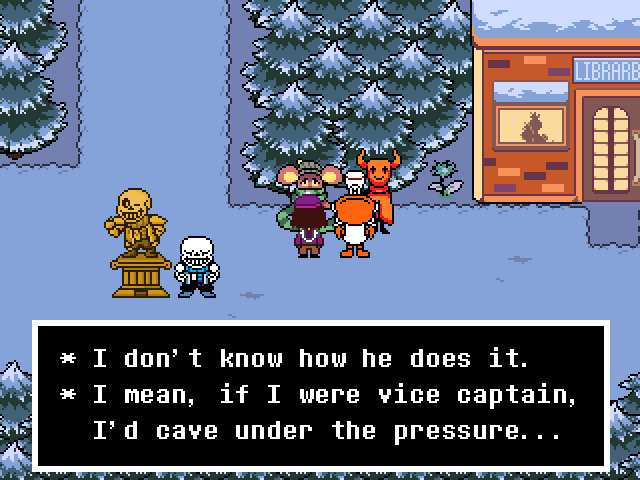 LIBRARB
* I don't know how he does it.
* I mean, if I were vice captain,
I'd cave under the pressure...